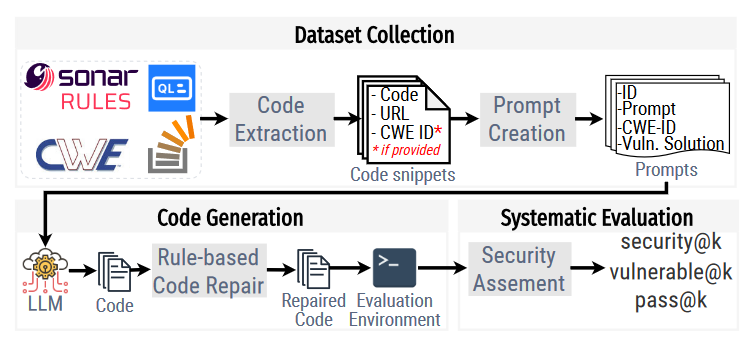 Dataset Collection
sonar
RULES
QL
CWE
Code
Extraction
- Code
- URL
- CWE ID*
* if provided
Code snippets
Prompt
Creation
-ID
-Prompt
-CWE-ID
-Vuln. Solution
Prompts
Code Generation
LLM
Code
Rule-based
Code Repair
Repaired
Code
>_
Evaluation
Environment
Systematic Evaluation
Security
Assement
security@k
vulnerable@k
pass@k